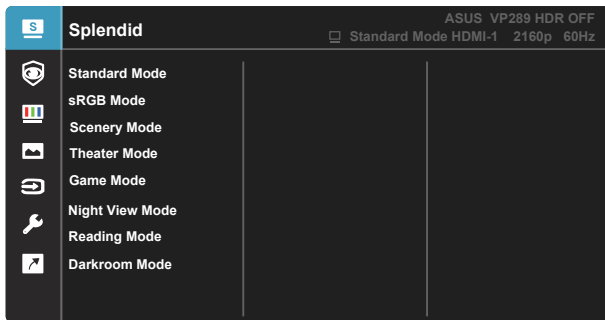 S
Splendid
ASUS VP289 HDR OFF
Standard Mode HDMI-1 2160p 60Hz
Standard Mode
sRGB Mode
Scenery Mode
Theater Mode
Game Mode
Night View Mode
Reading Mode
Darkroom Mode